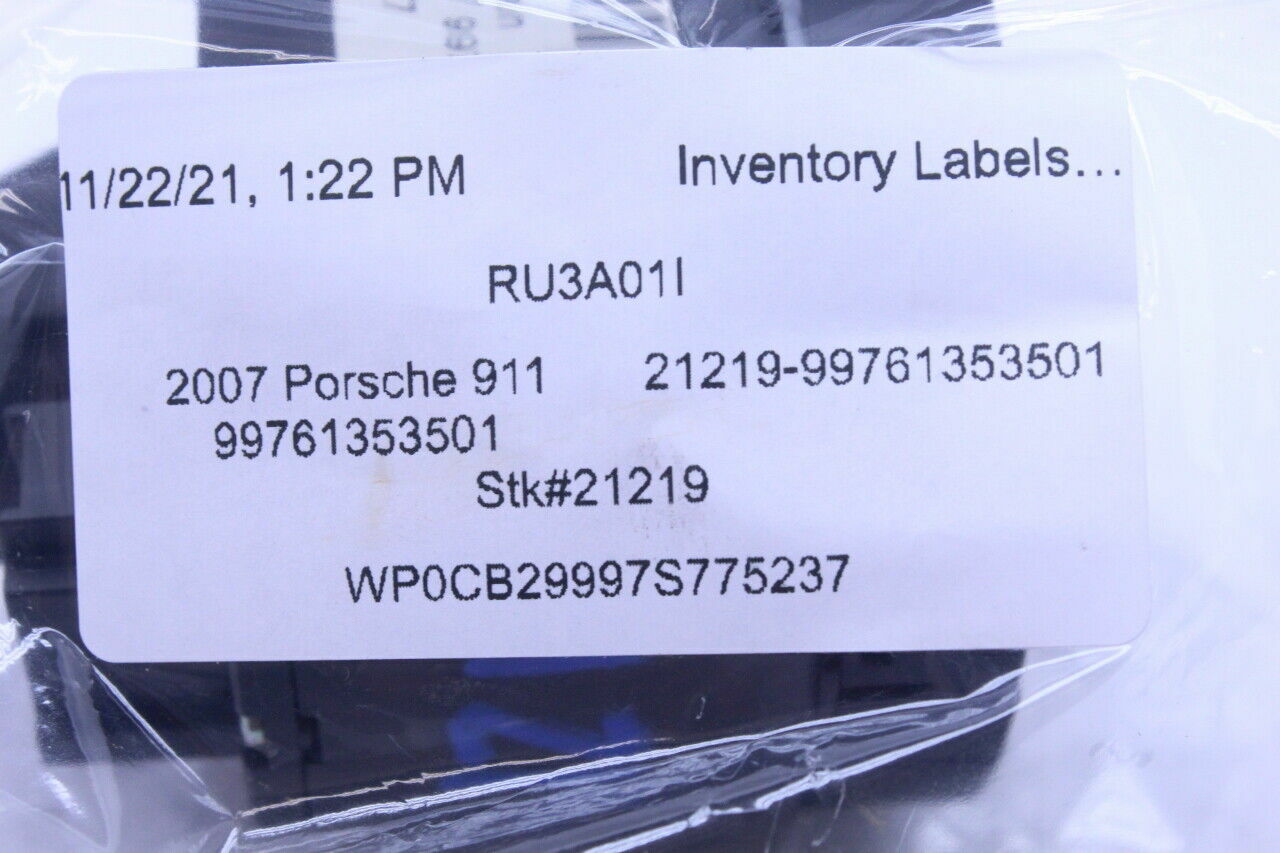 11/22/21, 1:22 PM Inventory Labels...
RU3A01I
2007 Porsche 911 21219-99761353501
99761353501
Stk#21219
WP0CB29997S775237